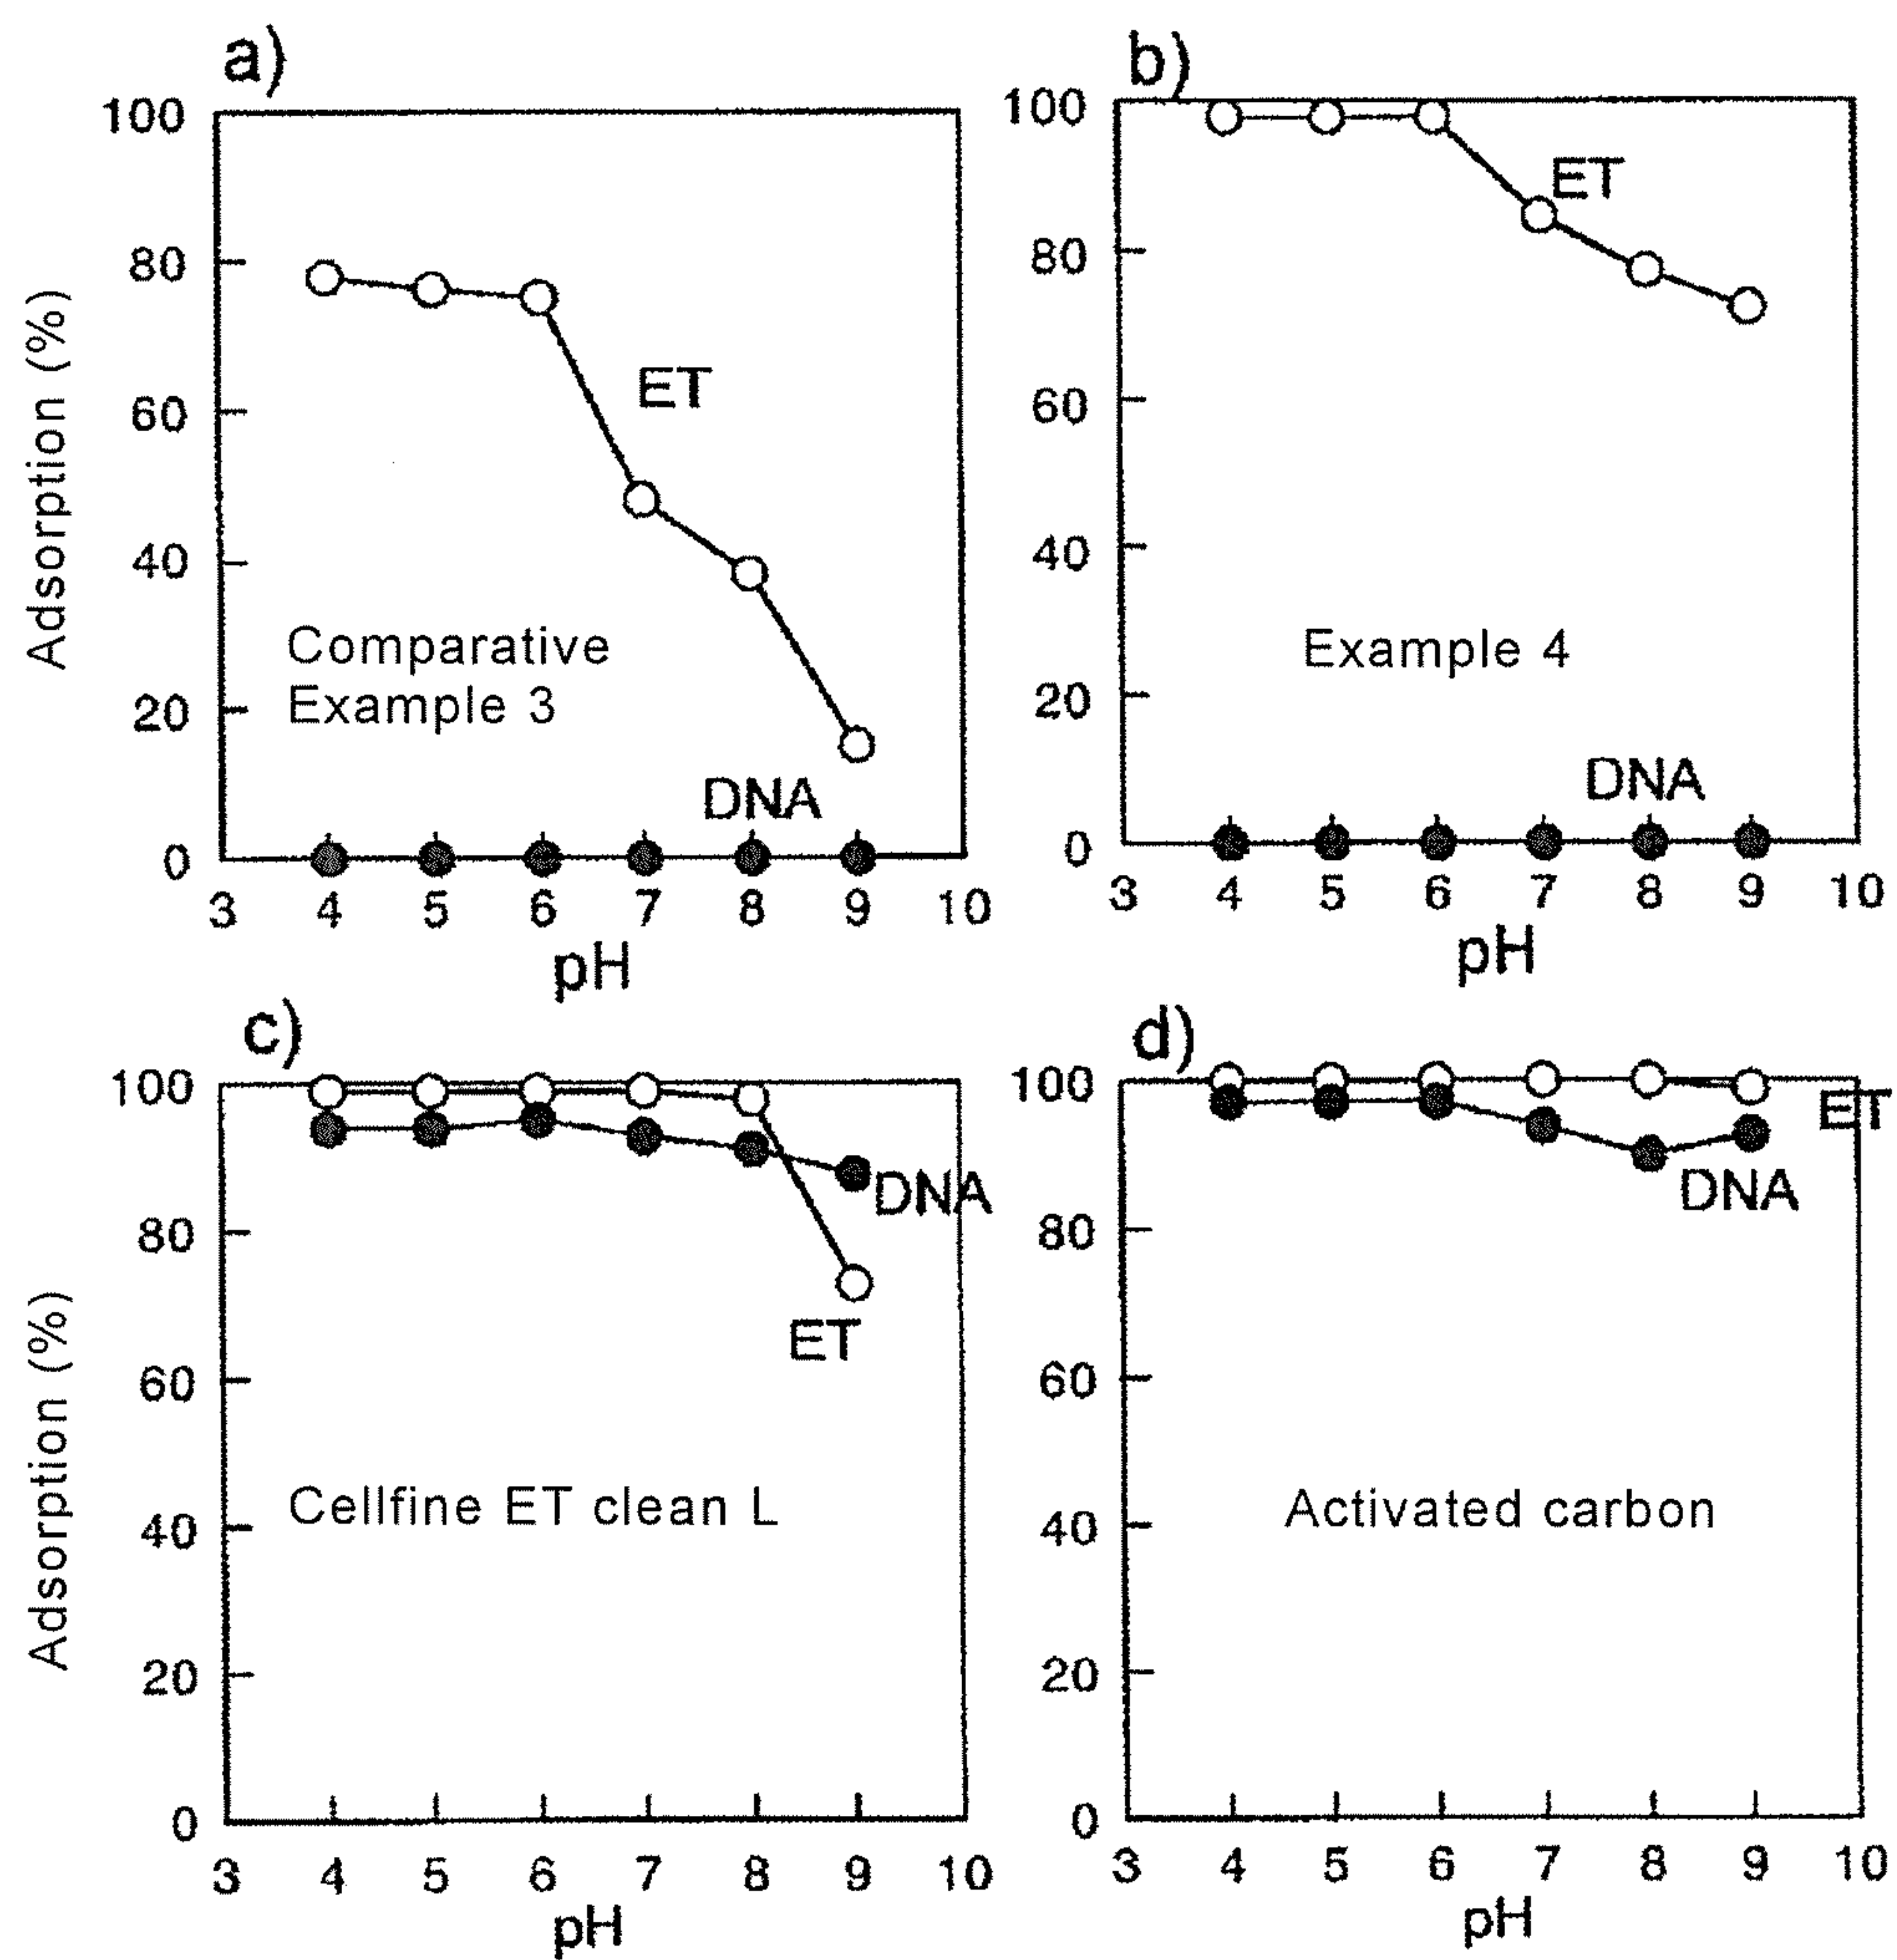 a)
100
80
60
40
20
0
Adsorption (%)
ET
Comparative
Example 3
DNA
3 4 5 6 7 8 9 10
pH
b)
100
80
60
40
20
0
ET
Example 4
DNA
3 4 5 6 7 8 9 10
pH
c)
100
80
60
40
20
0
Adsorption (%)
DNA
ET
Cellfine ET clean L
3 4 5 6 7 8 9 10
pH
d)
100
80
60
40
20
0
ET
DNA
Activated carbon
3 4 5 6 7 8 9 10
pH